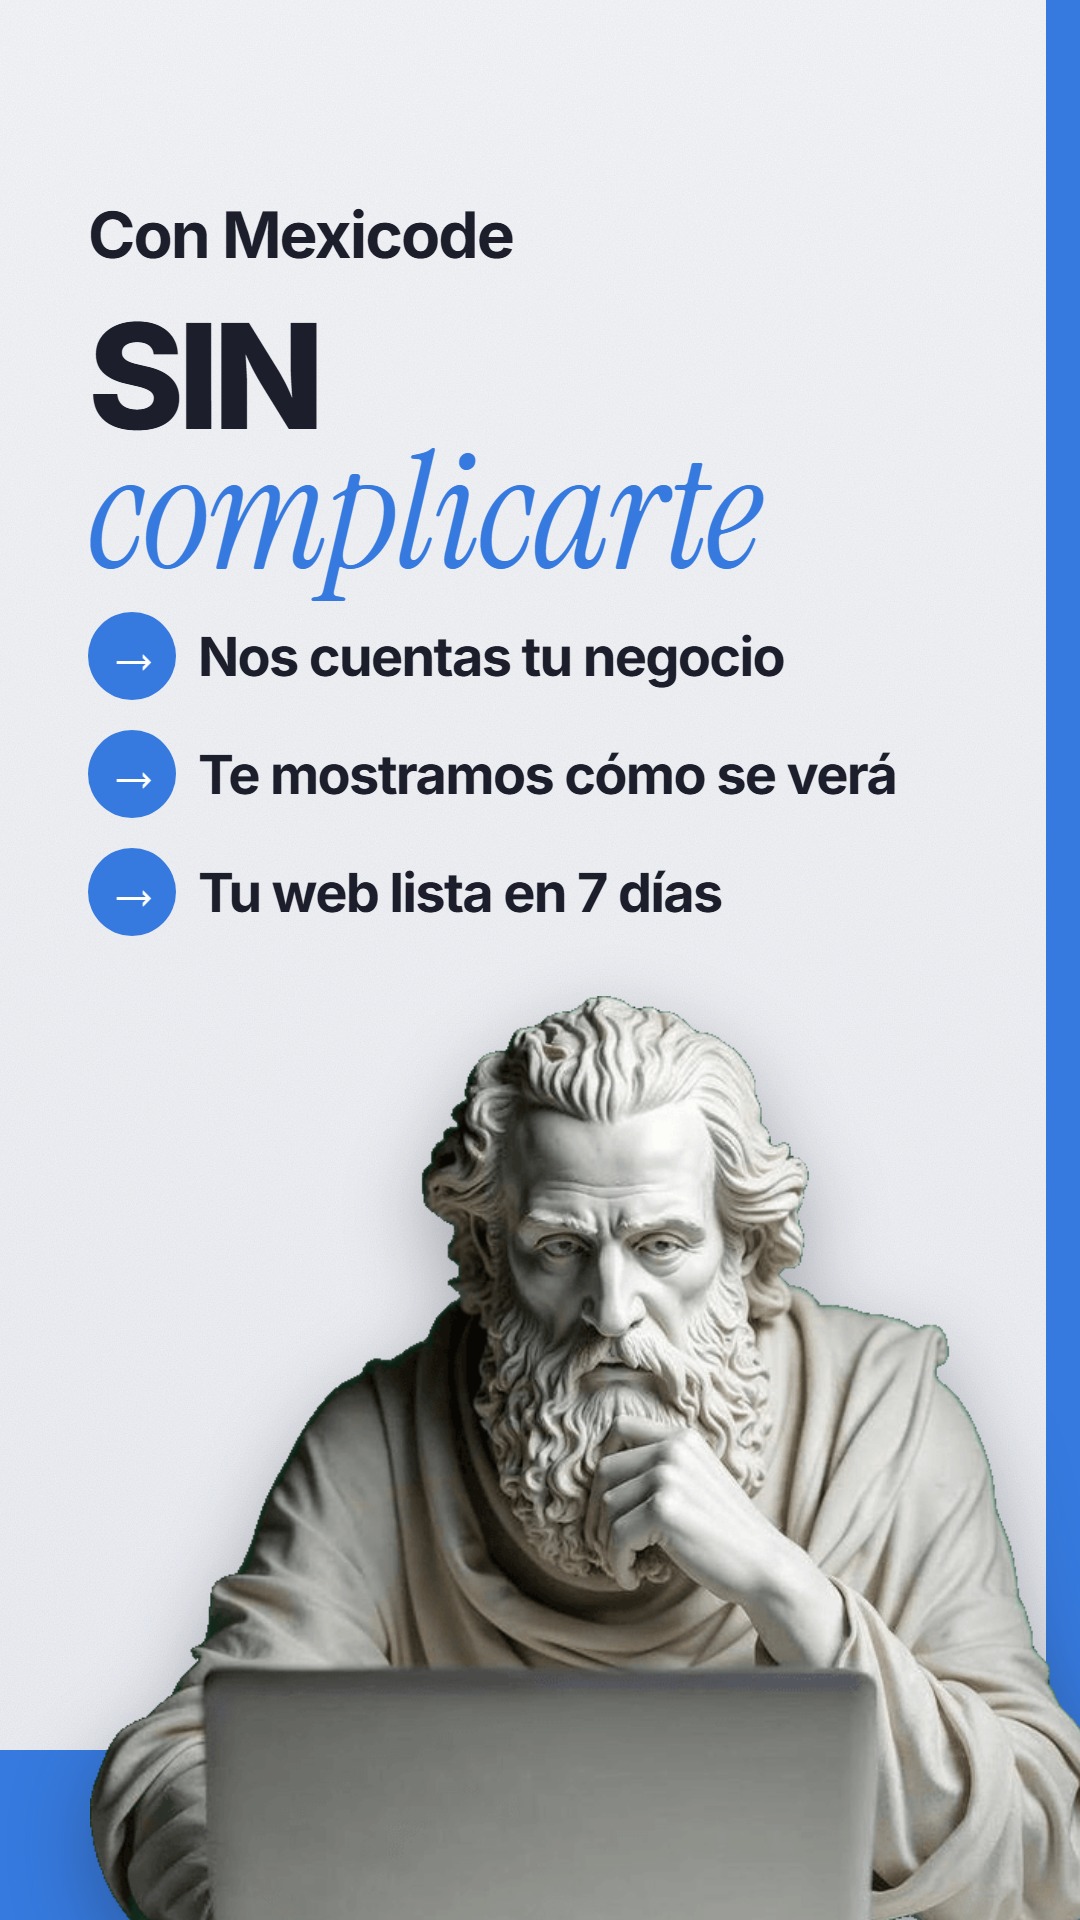 Con Mexicode
SIN
complicarte
→ Nos cuentas tu negocio
→ Te mostramos cómo se verá
→ Tu web lista en 7 días